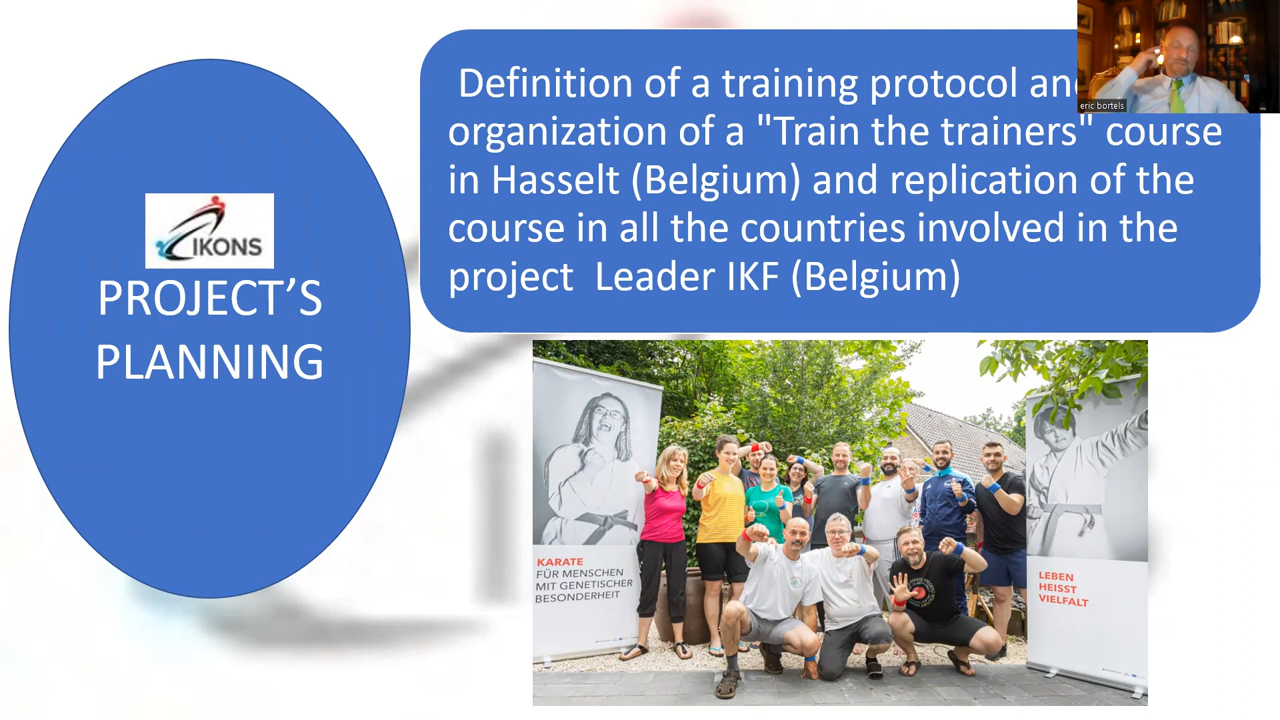 IKONS
PROJECT'S
PLANNING
Definition of a training protocol and
organization of a "Train the trainers" course
in Hasselt (Belgium) and replication of the
course in all the countries involved in the
project Leader IKF (Belgium)
eric bortels
KARATE
FÜR MENSCHEN
MIT GENETISCHER
BESONDERHEIT
LEBEN
HEISST
VIELFALT